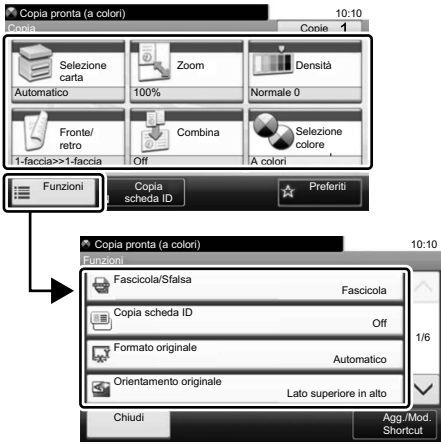 Copia pronta (a colori) 10:10
Copia Copie 1
Selezione carta Zoom Densità
Automatico 100% Normale 0
Fronte/ retro Combina Selezione colore
1-faccia>>1-faccia Off A colori
Funzioni Copia scheda ID Preferiti
Copia pronta (a colori) 10:10
Funzioni
Fascicola/Sfalsa
Fascicola
Copia scheda ID
Off
1/6
Formato originale
Automatico
Orientamento originale
Lato superiore in alto
Chiudi Agg./Mod.
Shortcut